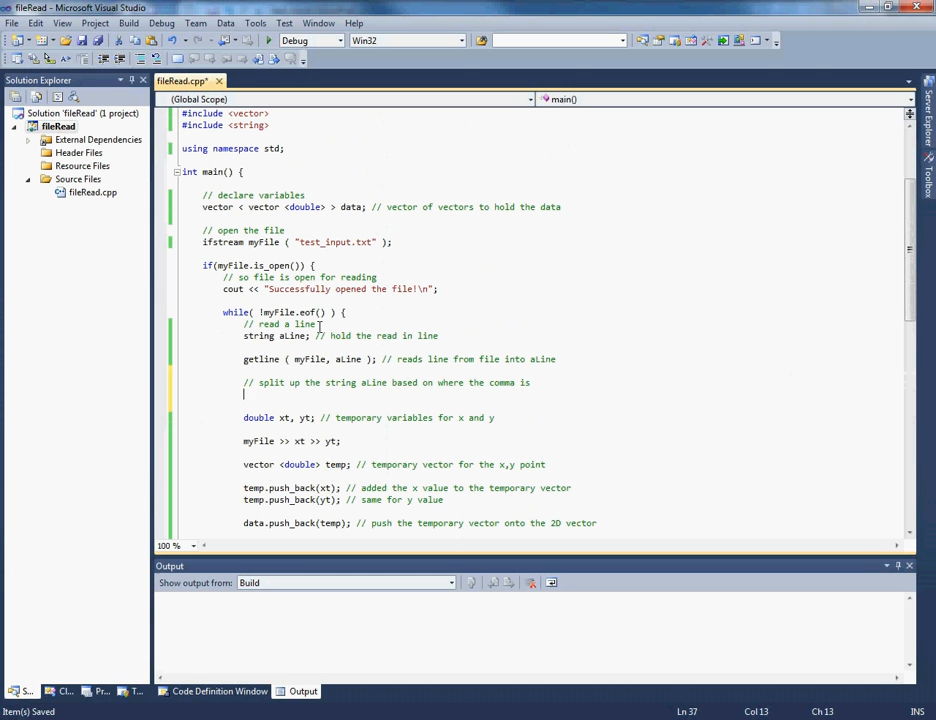 fileRead - Microsoft Visual Studio
File Edit View Project Build Debug Team Data Tools Test Window Help
Debug Win32
Solution Explorer
fileRead.cpp*
(Global Scope) main()
Solution 'fileRead' (1 project)
fileRead
External Dependencies
Header Files
Resource Files
Source Files
fileRead.cpp
#include <vector>
#include <string>
using namespace std;
int main() {
// declare variables
vector < vector <double> > data; // vector of vectors to hold the data
// open the file
ifstream myFile ( "test_input.txt" );
if(myFile.is_open()) {
// so file is open for reading
cout << "Successfully opened the file!\n";
while( !myFile.eof() ) {
// read a line
string aLine; // hold the read in line
getline ( myFile, aLine ); // reads line from file into aLine
// split up the string aLine based on where the comma is
double xt, yt; // temporary variables for x and y
myFile >> xt >> yt;
vector <double> temp; // temporary vector for the x,y point
temp.push_back(xt); // added the x value to the temporary vector
temp.push_back(yt); // same for y value
data.push_back(temp); // push the temporary vector onto the 2D vector
100 %
Server Explorer
Toolbox
Output
Show output from: Build
S... Cl... Pr... T... Code Definition Window Output
Item(s) Saved Ln 37 Col 13 Ch 13 INS